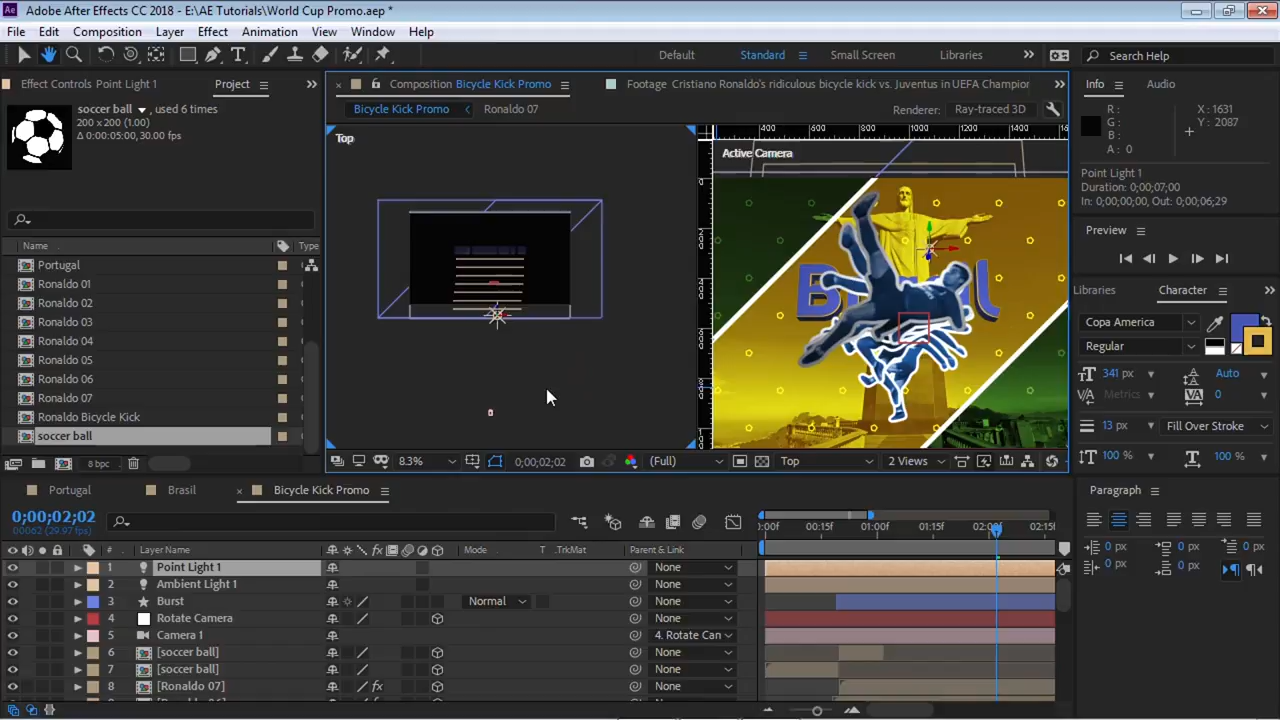 Adobe After Effects CC 2018 - E:\AE Tutorials\World Cup Promo.aep *
File Edit Composition Layer Effect Animation View Window Help
Default Standard Small Screen Libraries Search Help
Effect Controls Point Light 1 Project
Composition Bicycle Kick Promo
Footage Cristiano Ronaldo's ridiculous bicycle kick vs. Juventus in UEFA Champion
Info Audio
soccer ball , used 6 times
200 x 200 (1.00)
Δ 0:00:05:00, 30.00 fps
Bicycle Kick Promo Ronaldo 07
Renderer: Ray-traced 3D
R :
G :
B :
A : 0
X : 1631
Y : 2087
Point Light 1
Duration: 0;00;07;00
In: 0;00;00;00, Out: 0;00;06;29
Top
Active Camera
400 600 800 1000 1200 1400
Preview
Libraries Character
Name Type
Portugal
Ronaldo 01
Ronaldo 02
Ronaldo 03
Ronaldo 04
Ronaldo 05
Ronaldo 06
Ronaldo 07
Ronaldo Bicycle Kick
soccer ball
8 bpc
Copa America
Regular
341 px Auto
Metrics 0
13 px Fill Over Stroke
100 % 100 %
8.3% 0;00;02;02 (Full) Top 2 Views
Portugal Brasil Bicycle Kick Promo
Paragraph
0;00;02;02
00062 (29.97 fps)
:00f 00:15f 01:00f 01:15f 02:00f 02:15f
# Layer Name Mode T .TrkMat Parent & Link
0 px 0 px 0 px
0 px 0 px
1 Point Light 1 None
2 Ambient Light 1 None
3 Burst Normal None
4 Rotate Camera None
5 Camera 1 4. Rotate Can
6 [soccer ball] None
7 [soccer ball] None
8 [Ronaldo 07] None